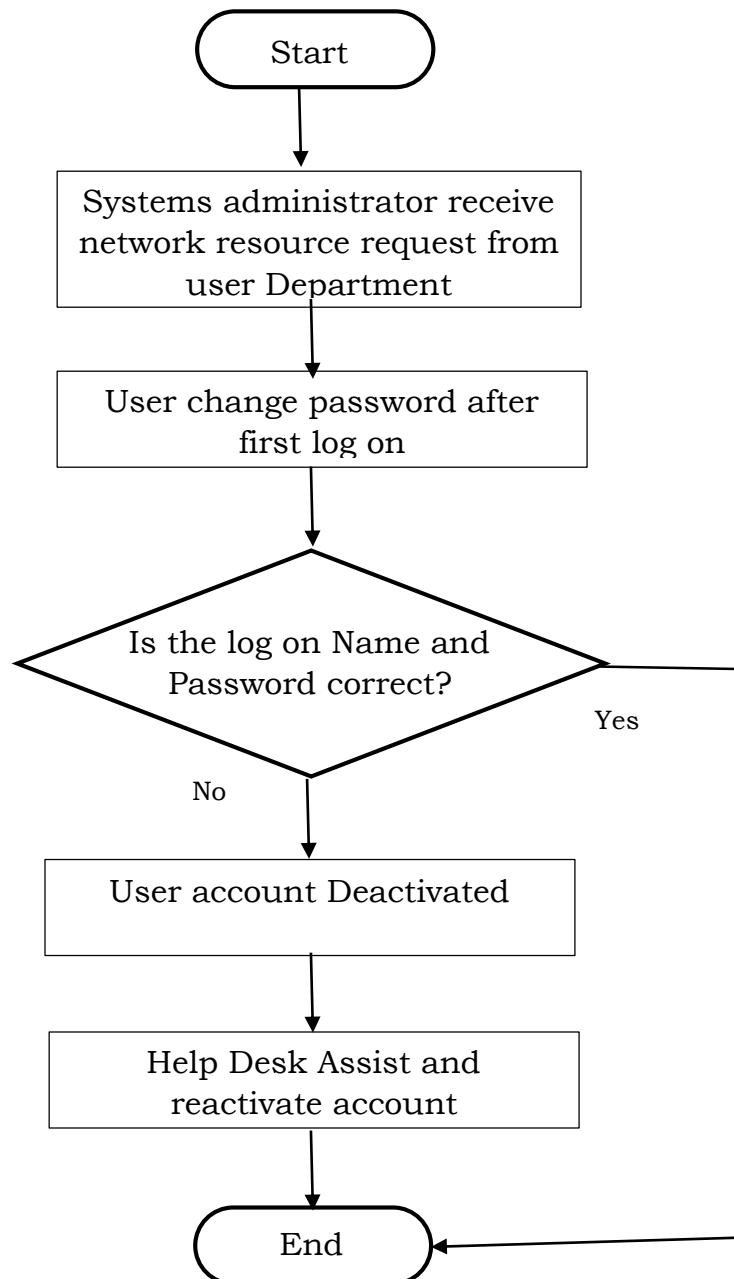 Start
Systems administrator receive
network resource request from
user Department
User change password after
first log on
Is the log on Name and
Password correct?
Yes
No
User account Deactivated
Help Desk Assist and
reactivate account
End